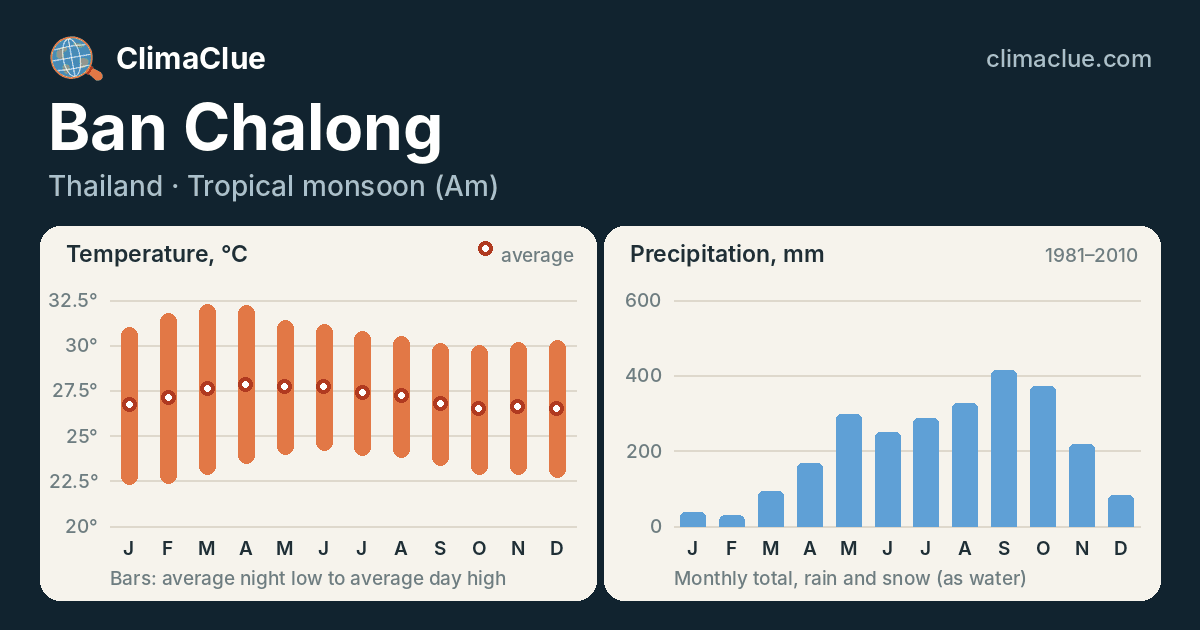 ClimaClue
climaclue.com
Ban Chalong
Thailand · Tropical monsoon (Am)
Temperature, °C
average
32.5°
30°
27.5°
25°
22.5°
20°
J F M A M J J A S O N D
Bars: average night low to average day high
Precipitation, mm
1981–2010
600
400
200
0
J F M A M J J A S O N D
Monthly total, rain and snow (as water)